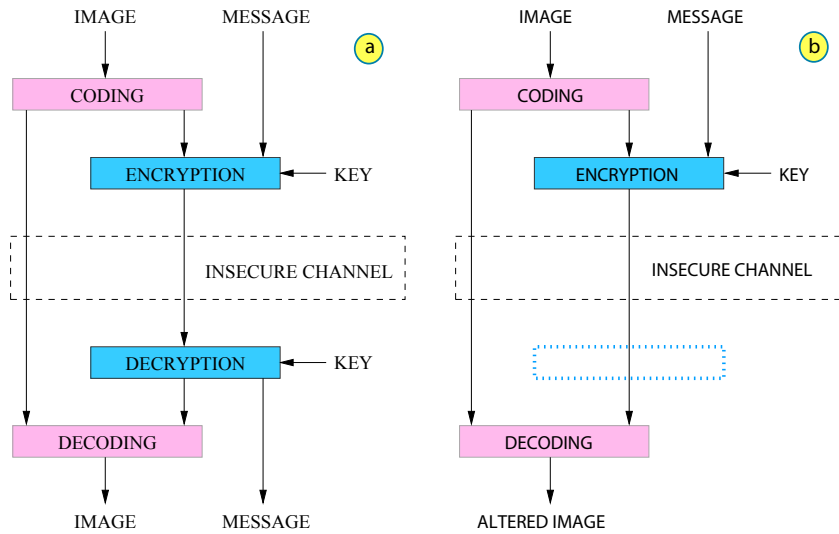 IMAGE
MESSAGE
a
CODING
ENCRYPTION
KEY
INSECURE CHANNEL
DECRYPTION
KEY
DECODING
IMAGE
MESSAGE
IMAGE
MESSAGE
b
CODING
ENCRYPTION
KEY
INSECURE CHANNEL
DECODING
ALTERED IMAGE